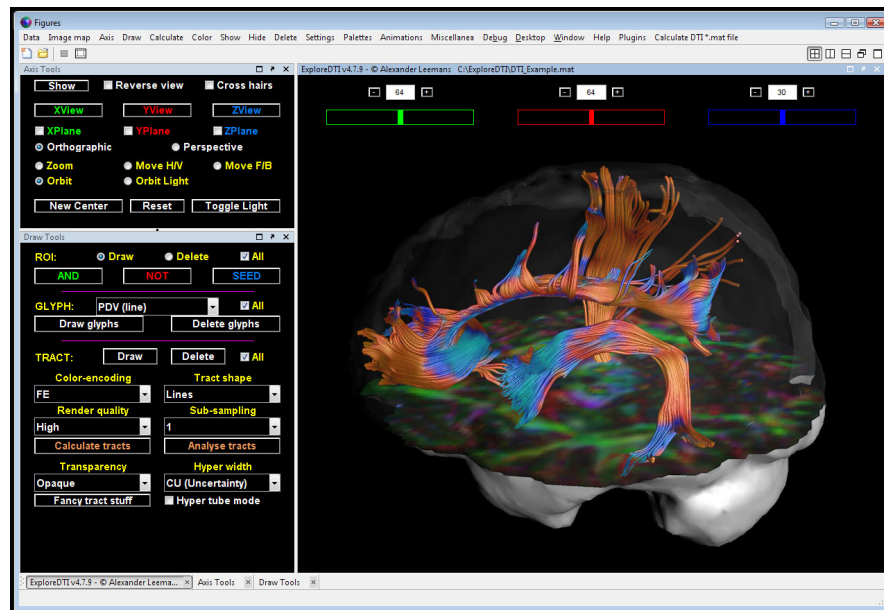 Figures
Data Image map Axis Draw Calculate Color Show Hide Delete Settings Palettes Animations Miscellanea Debug Desktop Window Help Plugins Calculate DTI *.mat file
Axis Tools
Show Reverse view Cross hairs
XView YView ZView
XPlane YPlane ZPlane
Orthographic Perspective
Zoom Move H/V Move F/B
Orbit Orbit Light
New Center Reset Toggle Light
Draw Tools
ROI: Draw Delete All
AND NOT SEED
GLYPH: PDV (line) All
Draw glyphs Delete glyphs
TRACT: Draw Delete All
Color-encoding Tract shape
FE Lines
Render quality Sub-sampling
High 1
Calculate tracts Analyse tracts
Transparency Hyper width
Opaque CU (Uncertainty)
Fancy tract stuff Hyper tube mode
ExploreDTI v4.7.9 - © Alexander Leemans C:\ExploreDTI\DTI_Example.mat
- 64 + - 64 + - 30 +
ExploreDTI v4.7.9 - © Alexander Leema... × Axis Tools × Draw Tools ×